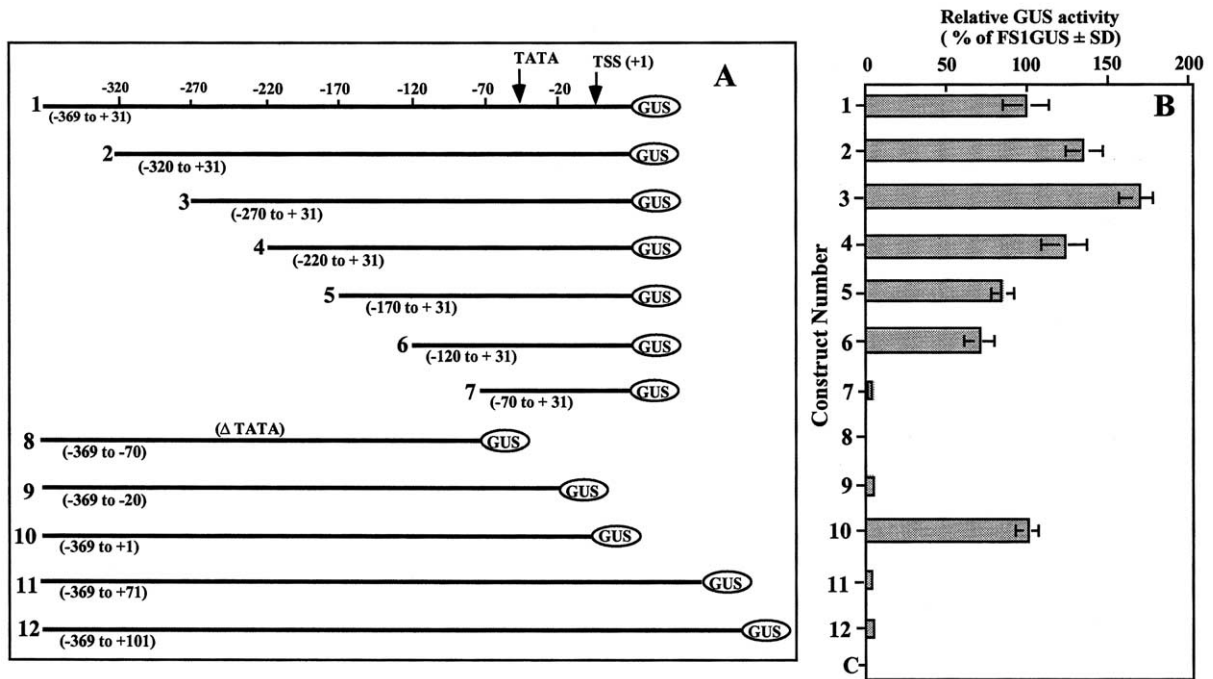 A
TATA
TSS (+1)
-320 -270 -220 -170 -120 -70 -20
1 GUS
(-369 to + 31)
2 GUS
(-320 to +31)
3 GUS
(-270 to + 31)
4 GUS
(-220 to + 31)
5 GUS
(-170 to + 31)
6 GUS
(-120 to + 31)
7 GUS
(-70 to + 31)
(Δ TATA)
8 GUS
(-369 to -70)
9 GUS
(-369 to -20)
10 GUS
(-369 to +1)
11 GUS
(-369 to +71)
12 GUS
(-369 to +101)
Relative GUS activity
( % of FS1GUS ± SD)
0 50 100 150 200
B
Construct Number
1
2
3
4
5
6
7
8
9
10
11
12
C